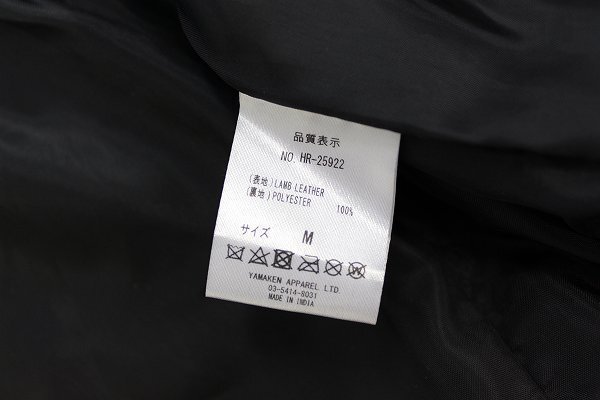 品質表示
NO. HR-25922
(表地)LAMB LEATHER
(裏地)POLYESTER 100%
サイズ M
YAMAKEN APPAREL LTD.
03-5414-8031
MADE IN INDIA